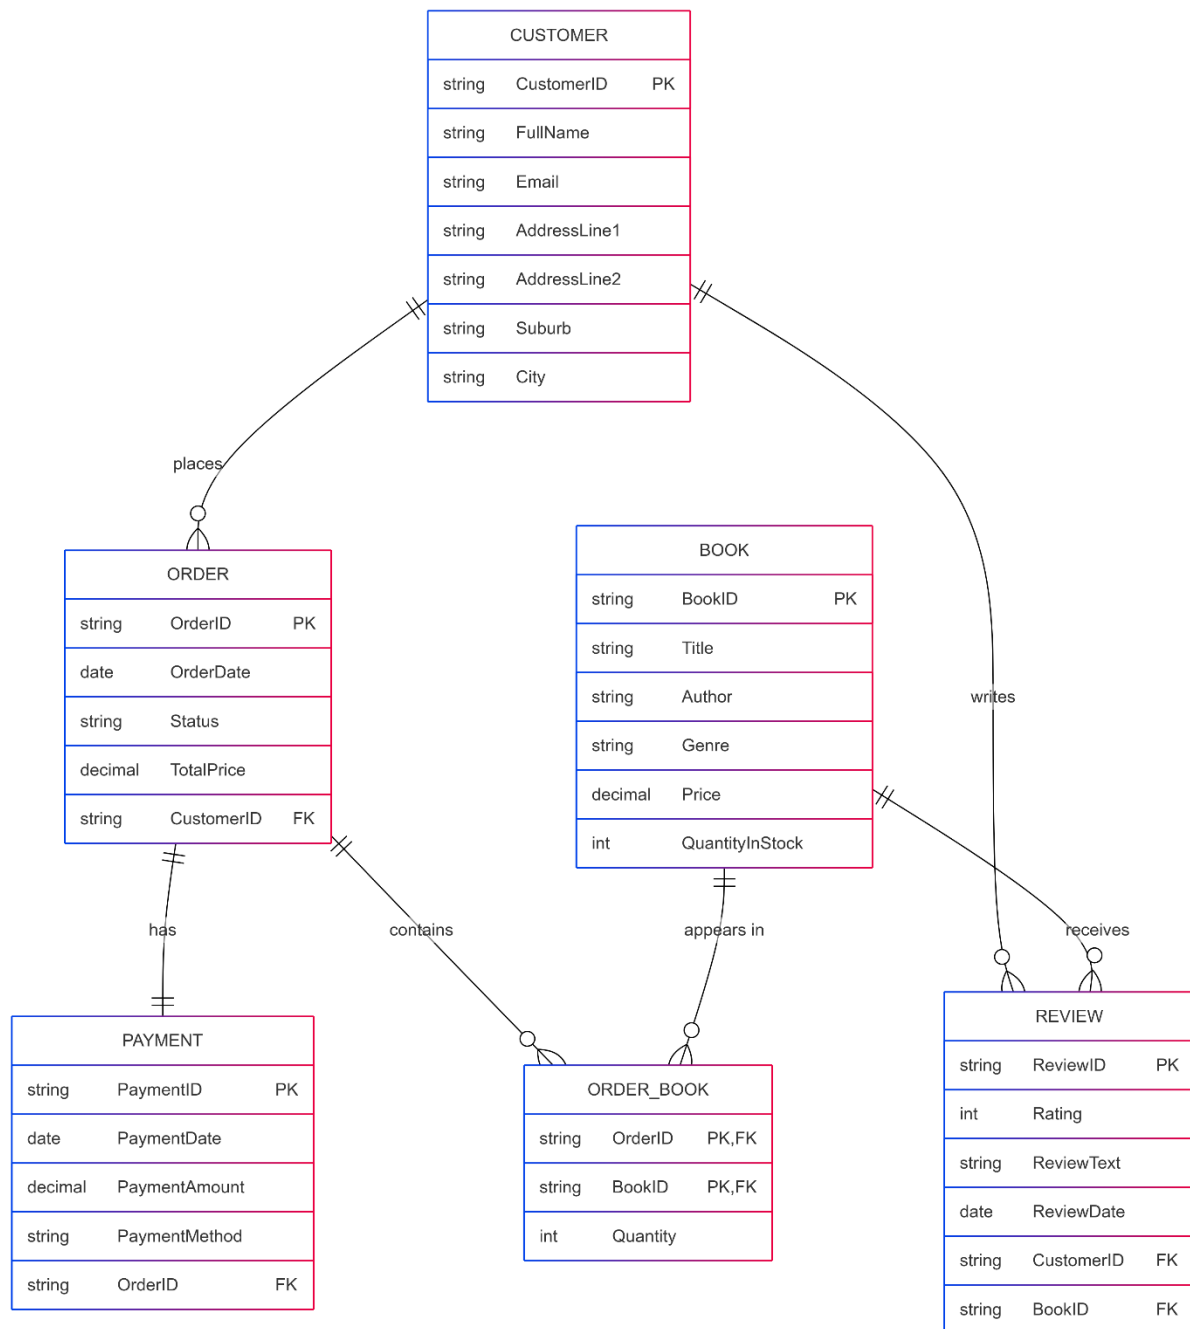 CUSTOMER
string CustomerID PK
string FullName
string Email
string AddressLine1
string AddressLine2
string Suburb
string City
places
writes
ORDER
string OrderID PK
date OrderDate
string Status
decimal TotalPrice
string CustomerID FK
BOOK
string BookID PK
string Title
string Author
string Genre
decimal Price
int QuantityInStock
has
contains
appears in
receives
PAYMENT
string PaymentID PK
date PaymentDate
decimal PaymentAmount
string PaymentMethod
string OrderID FK
ORDER_BOOK
string OrderID PK,FK
string BookID PK,FK
int Quantity
REVIEW
string ReviewID PK
int Rating
string ReviewText
date ReviewDate
string CustomerID FK
string BookID FK